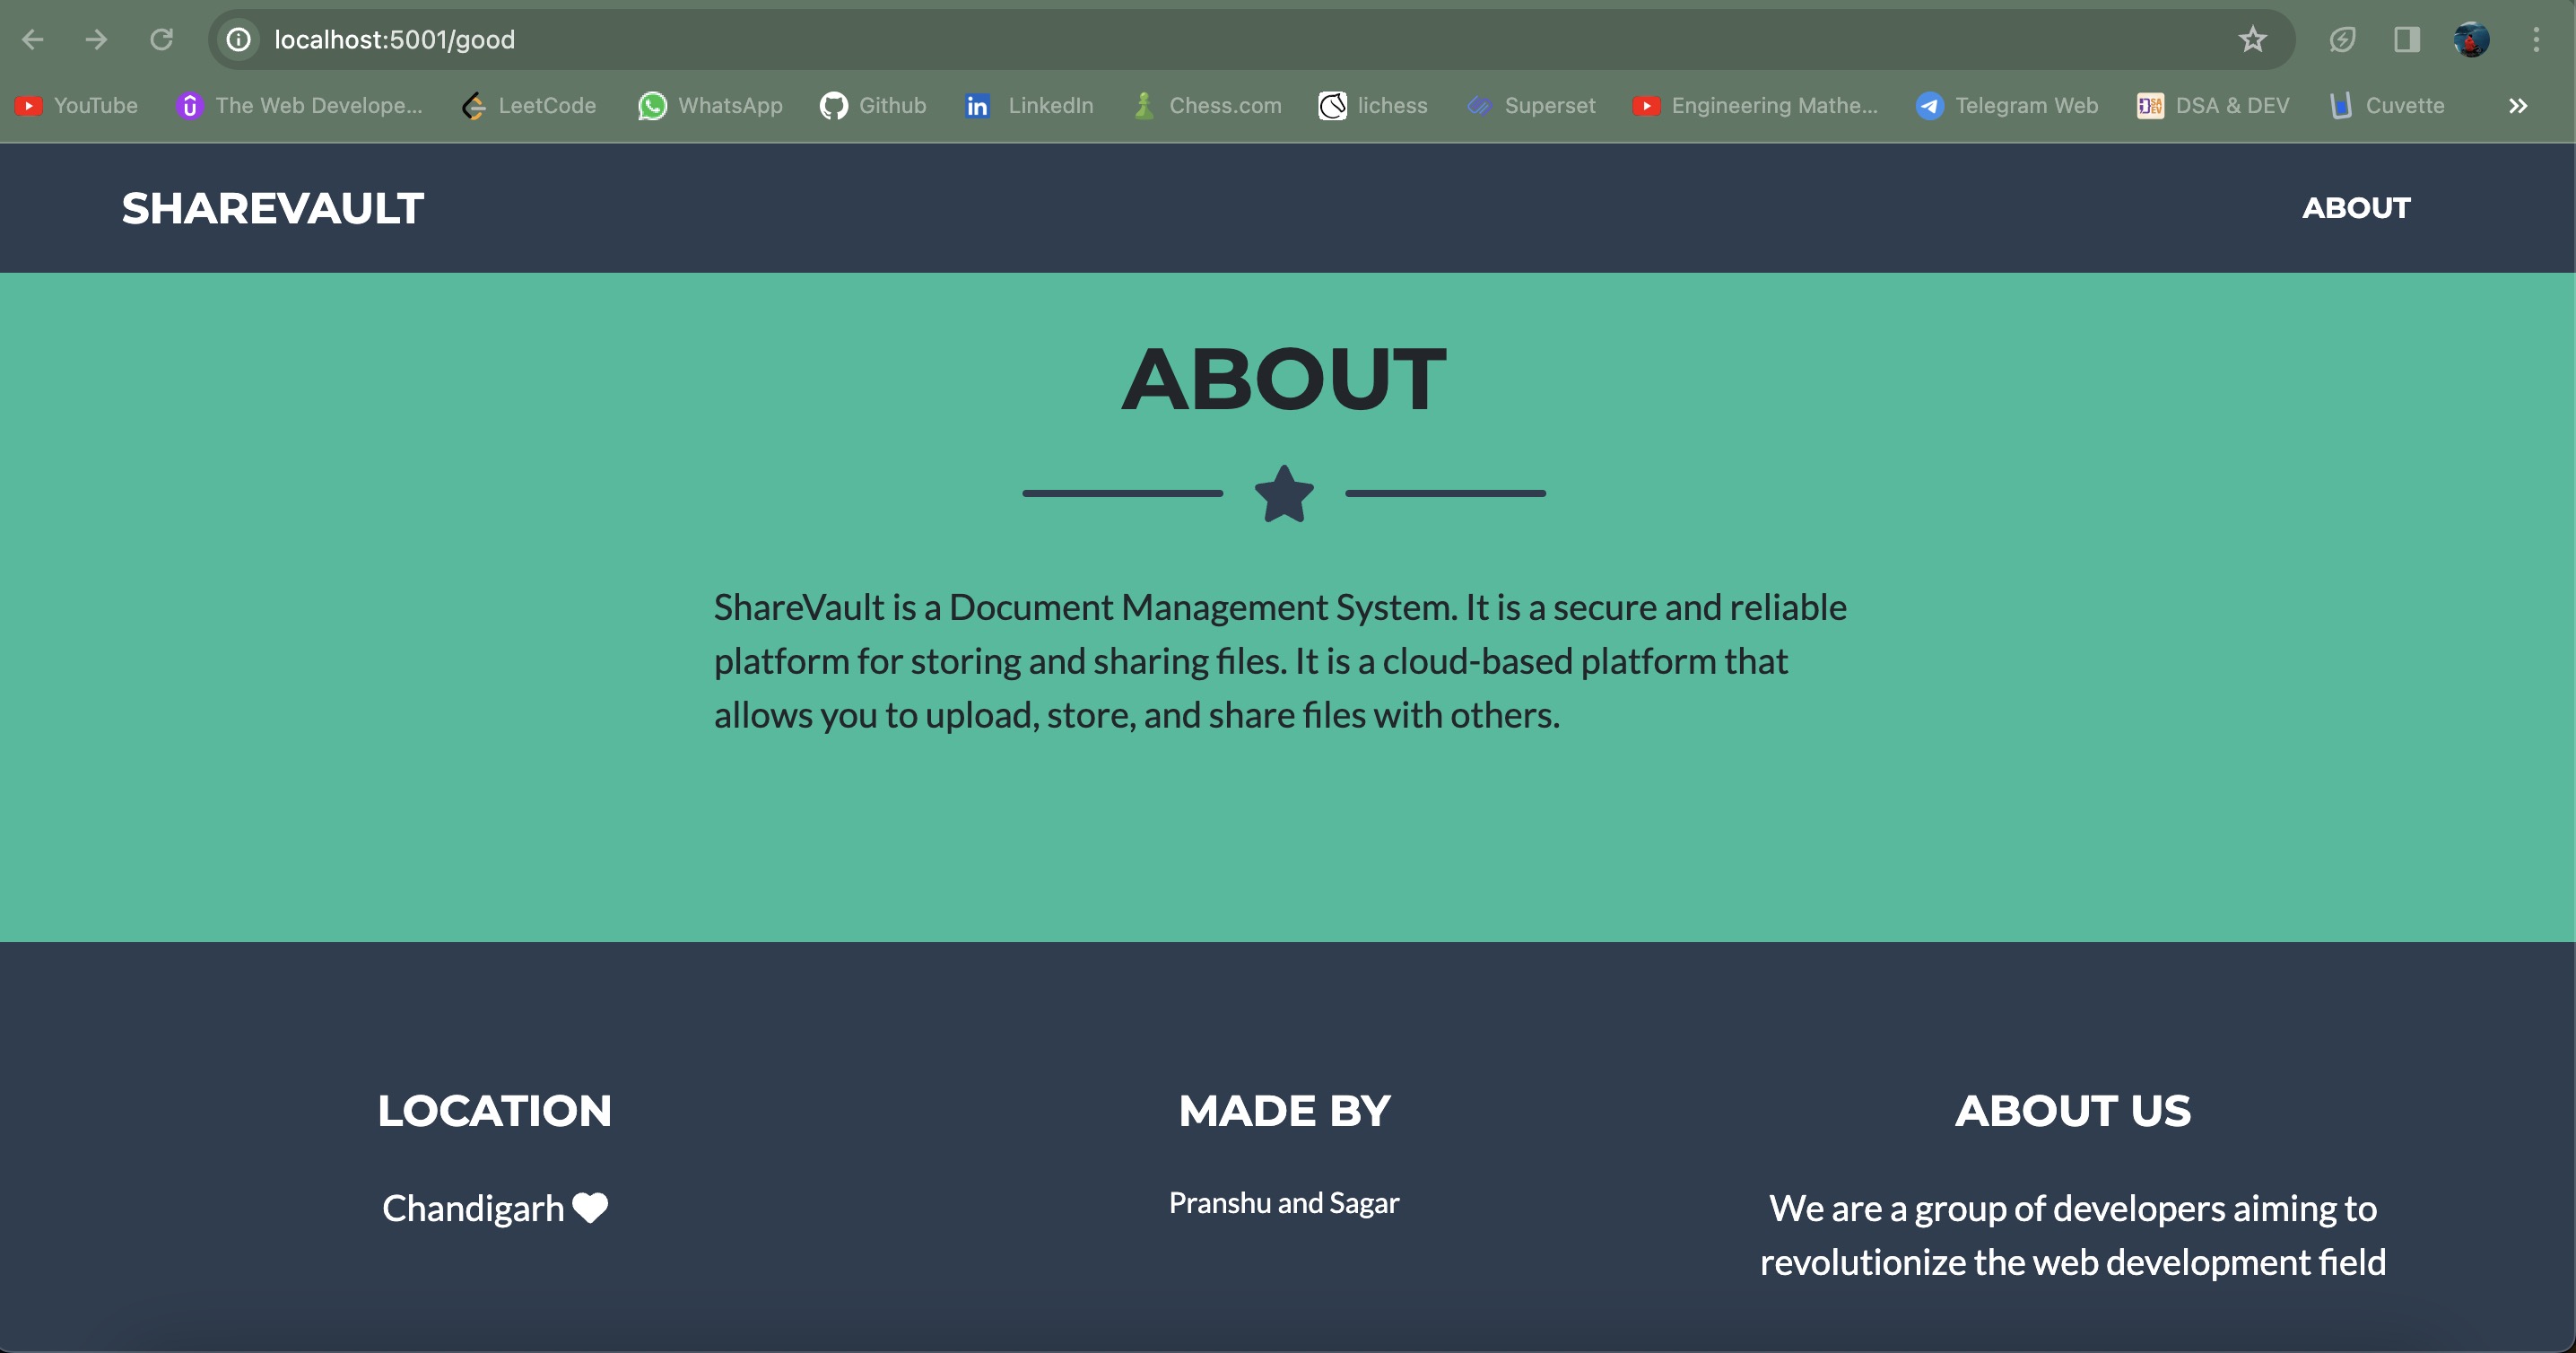 localhost:5001/good
YouTube The Web Develope... LeetCode WhatsApp Github LinkedIn Chess.com lichess Superset Engineering Mathe... Telegram Web DSA & DEV Cuvette
SHAREVAULT ABOUT
ABOUT
ShareVault is a Document Management System. It is a secure and reliable
platform for storing and sharing files. It is a cloud-based platform that
allows you to upload, store, and share files with others.
LOCATION
Chandigarh
MADE BY
Pranshu and Sagar
ABOUT US
We are a group of developers aiming to
revolutionize the web development field